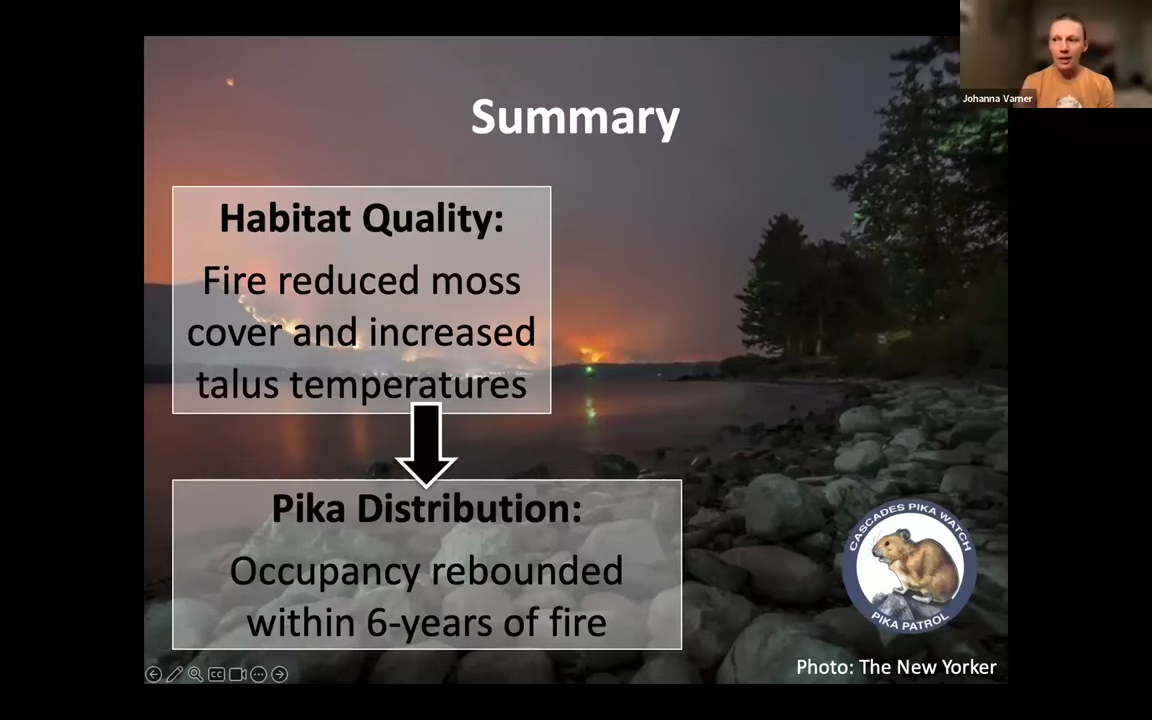 Johanna Varner
Summary
Habitat Quality:
Fire reduced moss
cover and increased
talus temperatures
Pika Distribution:
Occupancy rebounded
within 6-years of fire
CASCADES PIKA WATCH
PIKA PATROL
Photo: The New Yorker
CC